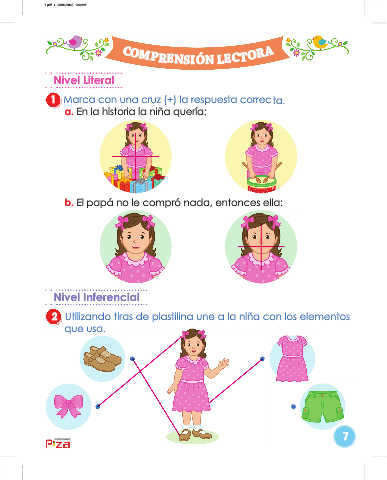 COMPRENSIÓN LECTORA
Nivel Literal
1 Marca con una cruz (+) la respuesta correcta.
a. En la historia la niña quería:
b. El papá no le compró nada, entonces ella:
Nivel Inferencial
2 Utilizando tiras de plastilina une a la niña con los elementos
que usa.
PIZA
7